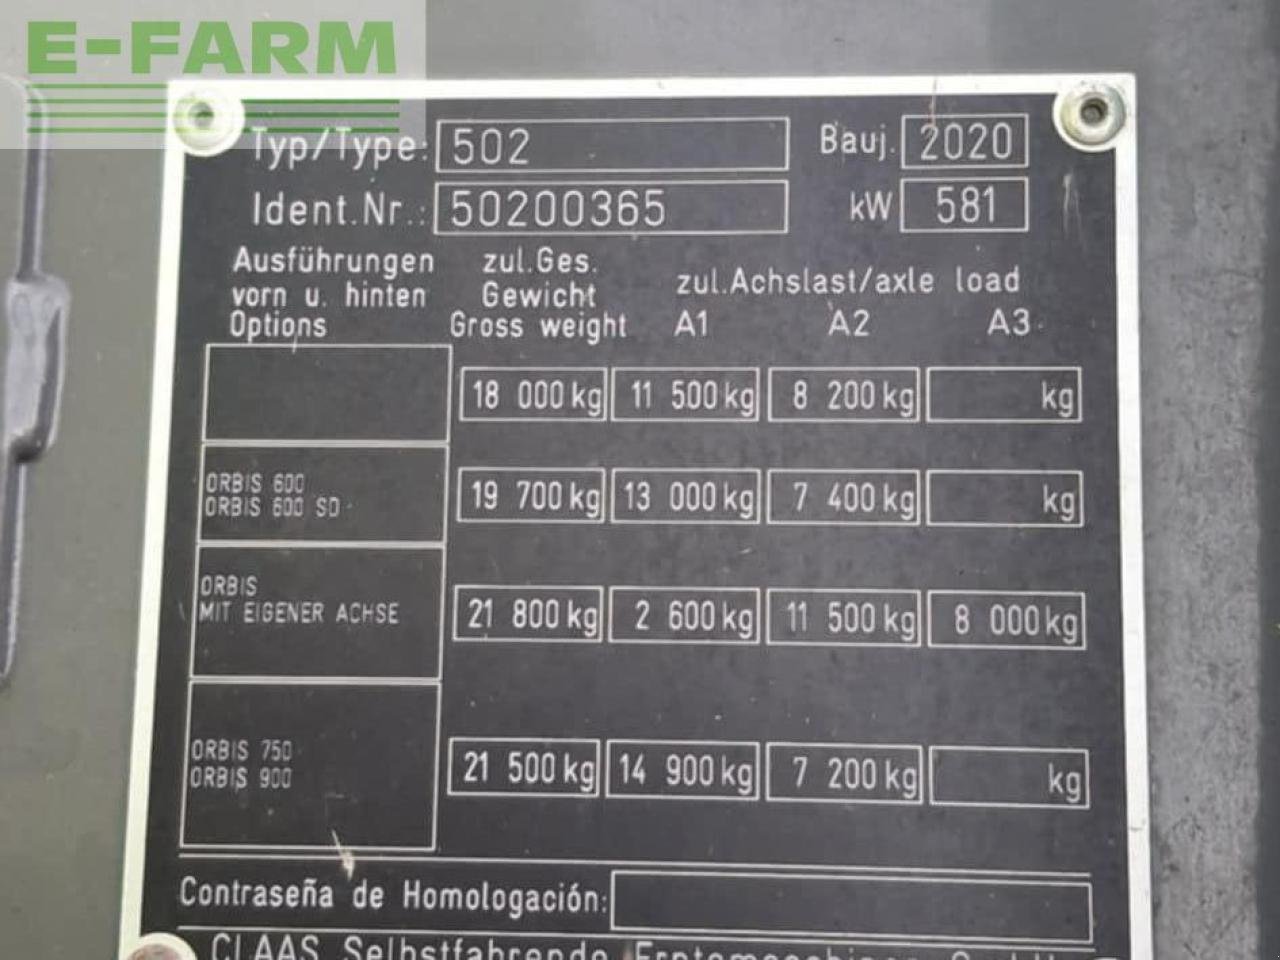 E-FARM
Typ/Type: 502 Bauj. 2020
Ident.Nr.: 50200365 kW 581
Ausführungen zul.Ges.
vorn u. hinten Gewicht zul.Achslast/axle load
Options Gross weight A1 A2 A3
18 000 kg 11 500 kg 8 200 kg kg
ORBIS 600
ORBIS 600 SD
19 700 kg 13 000 kg 7 400 kg kg
ORBIS
MIT EIGENER ACHSE
21 800 kg 2 600 kg 11 500 kg 8 000 kg
ORBIS 750
ORBIS 900
21 500 kg 14 900 kg 7 200 kg kg
Contraseña de Homologación:
CLAAS Selbstfahrende Erntemaschinen GmbH